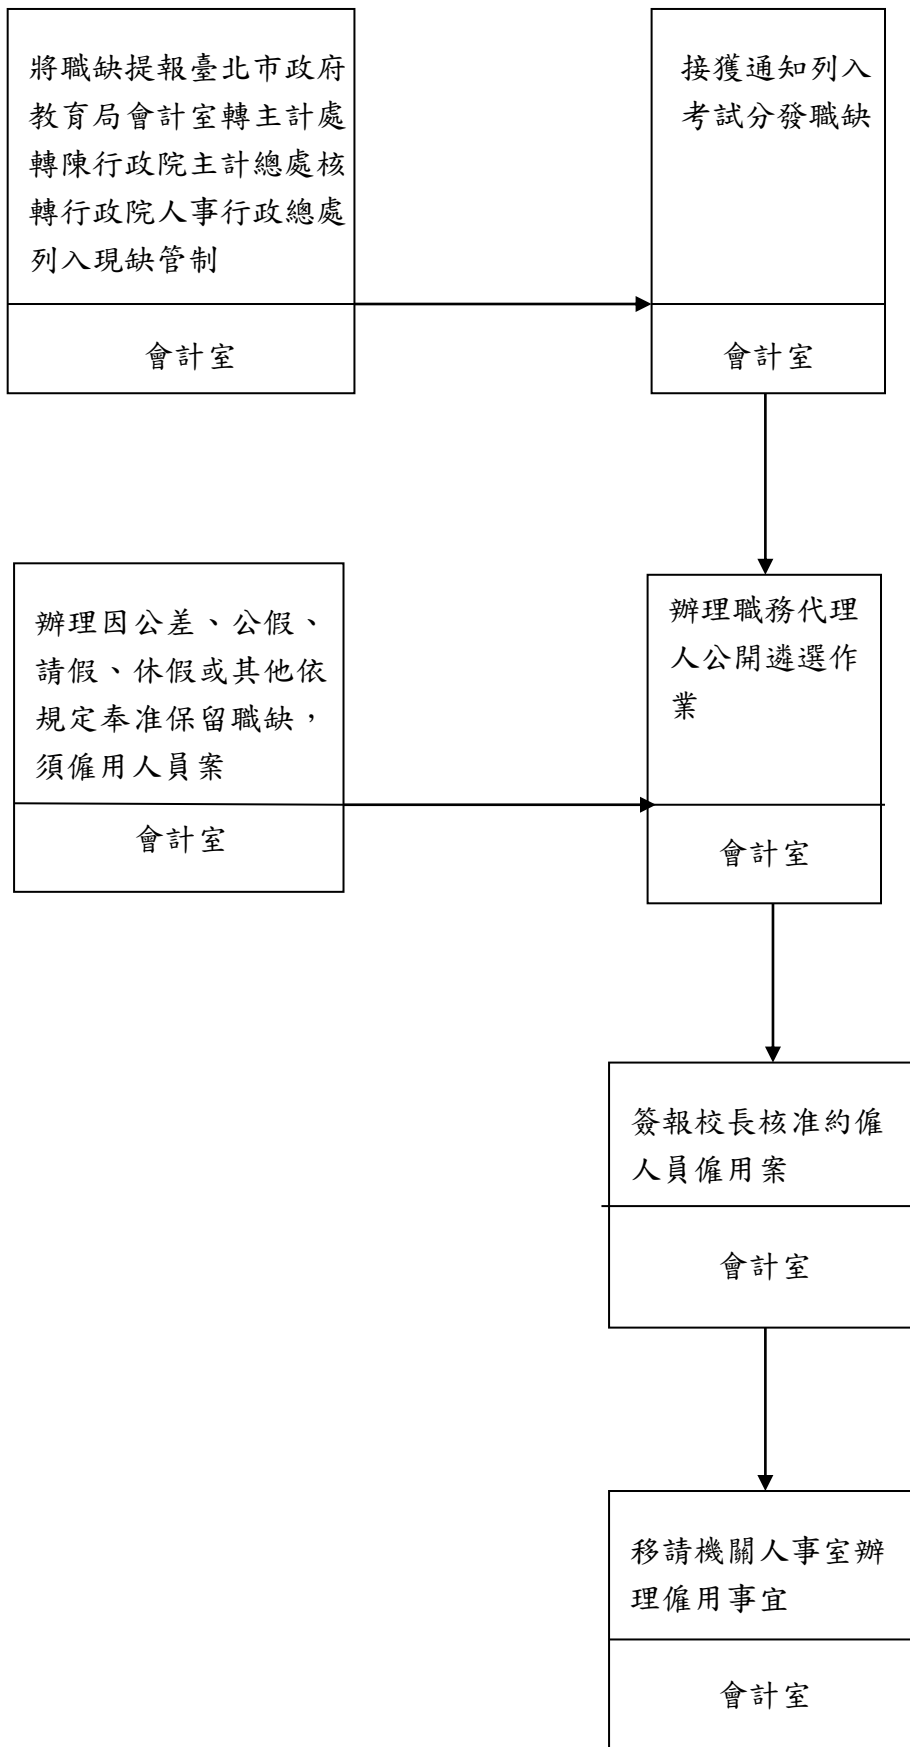 將職缺提報臺北市政府
教育局會計室轉主計處
轉陳行政院主計總處核
轉行政院人事行政總處
列入現缺管制
會計室
接獲通知列入
考試分發職缺
會計室
辦理因公差、公假、
請假、休假或其他依
規定奉准保留職缺，
須僱用人員案
會計室
辦理職務代理
人公開遴選作
業
會計室
簽報校長核准約僱
人員僱用案
會計室
移請機關人事室辦
理僱用事宜
會計室